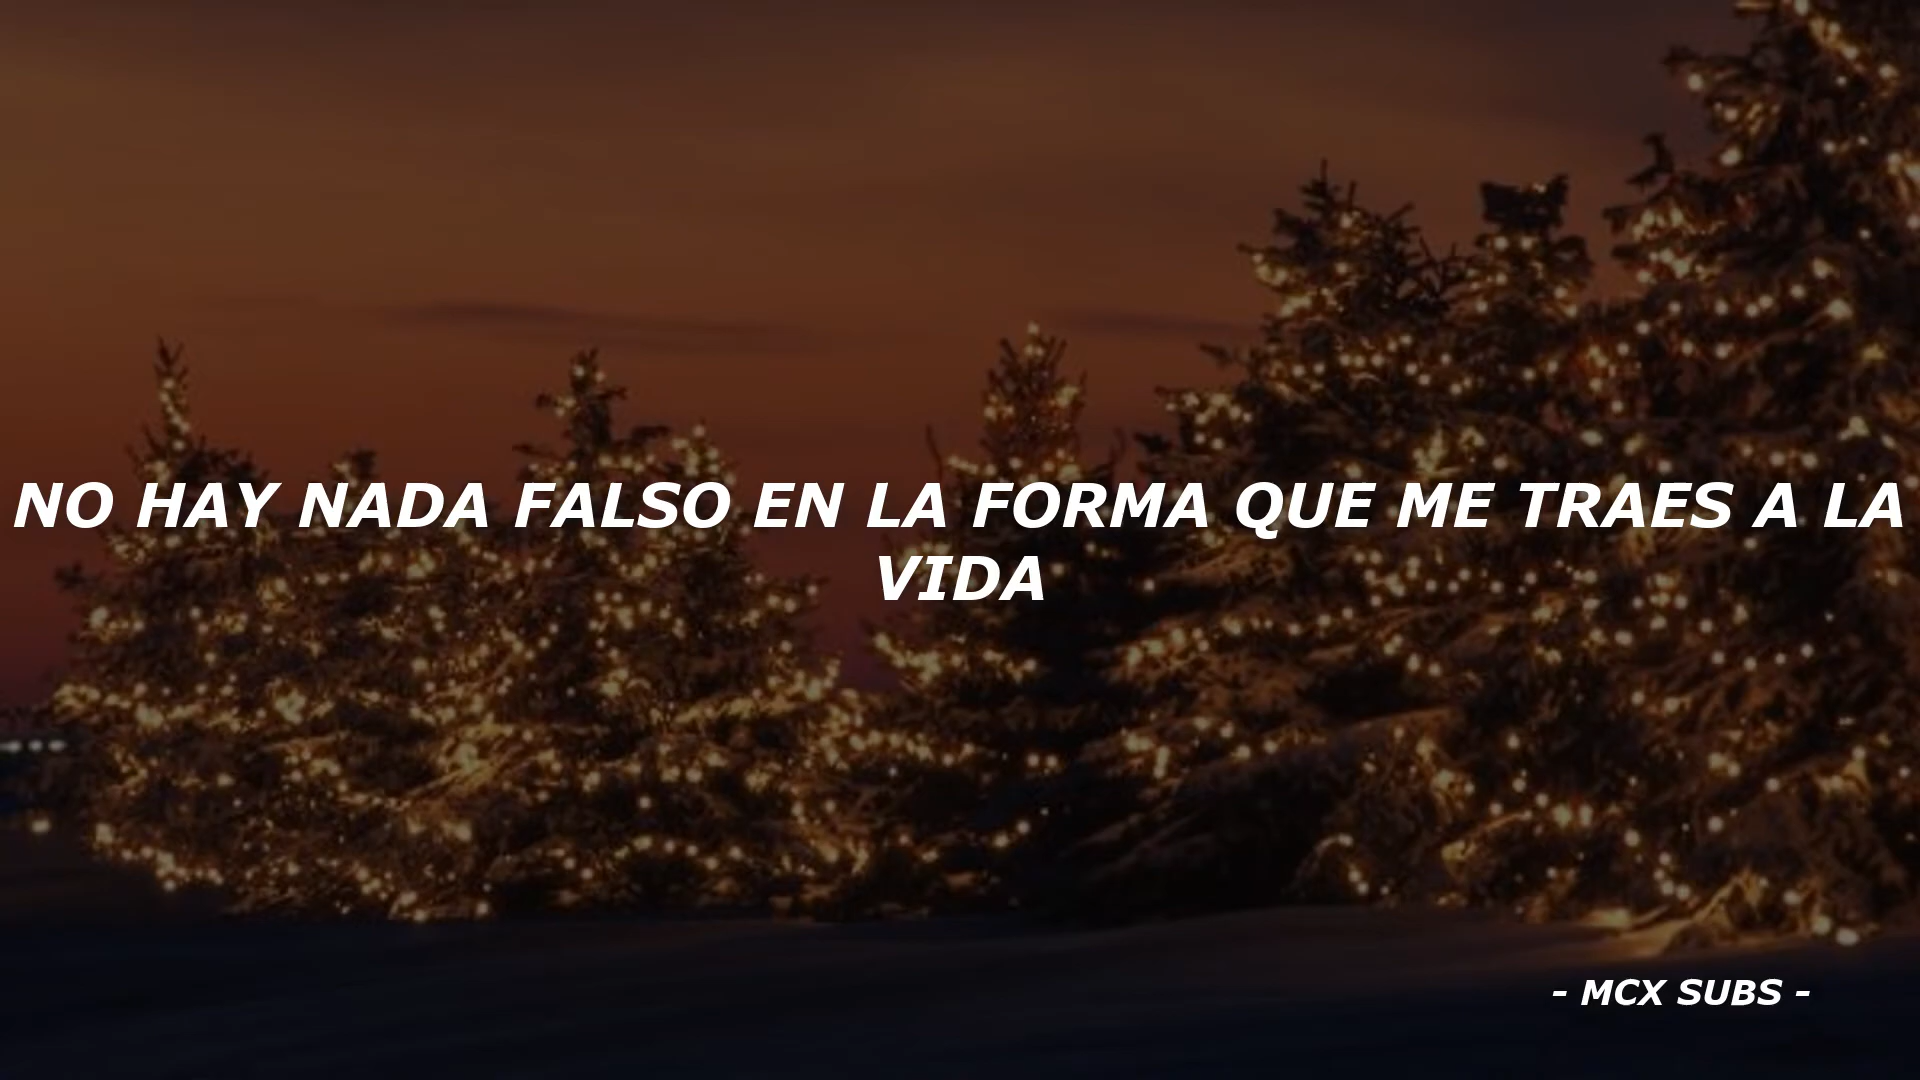 NO HAY NADA FALSO EN LA FORMA QUE ME TRAES A LA
VIDA
- MCX SUBS -